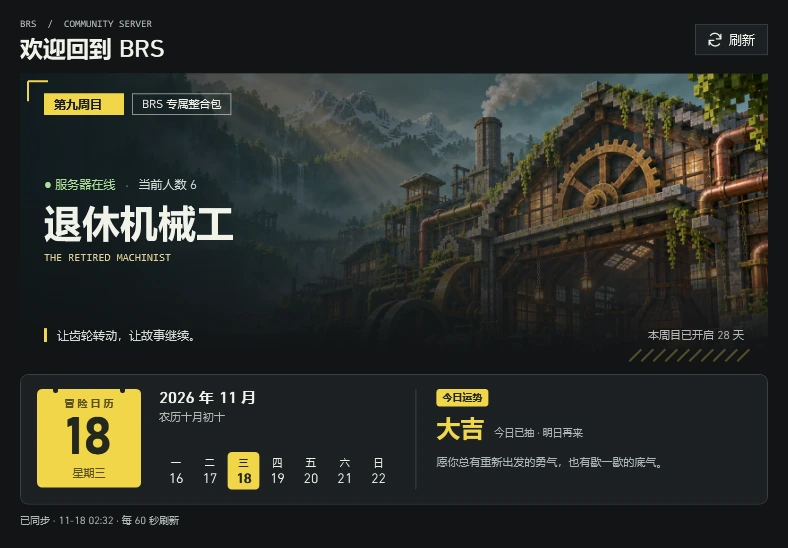 BRS / COMMUNITY SERVER
欢迎回到 BRS
刷新
第九周目 BRS 专属整合包
服务器在线 · 当前人数 6
退休机械工
THE RETIRED MACHINIST
让齿轮转动，让故事继续。
本周目已开启 28 天
冒险日历
18
星期三
2026 年 11 月
农历十月初十
一 二 三 四 五 六 日
16 17 18 19 20 21 22
今日运势
大吉 今日已抽 · 明日再来
愿你总有重新出发的勇气，也有歇一歇的底气。
已同步 · 11-18 02:32 · 每 60 秒刷新